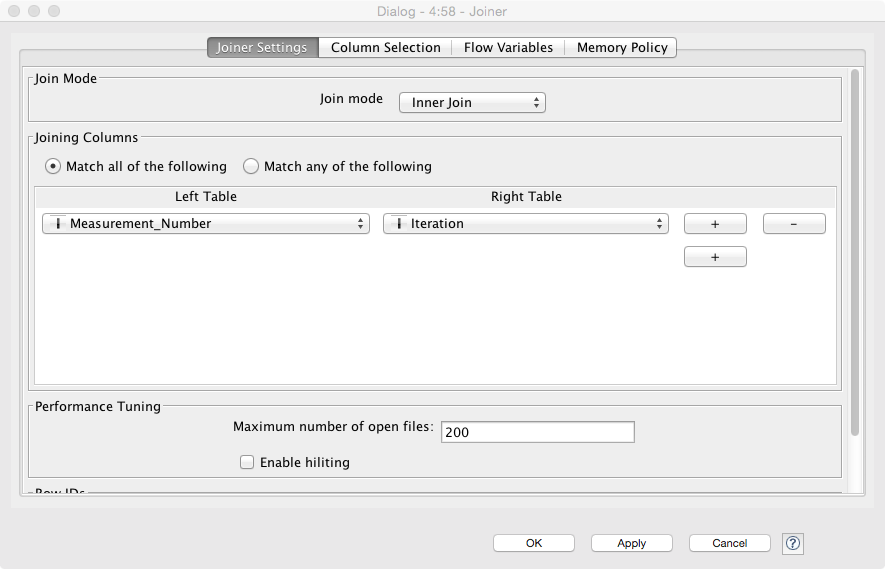 Dialog - 4:58 - Joiner
Joiner Settings Column Selection Flow Variables Memory Policy
Join Mode
Join mode Inner Join
Joining Columns
Match all of the following Match any of the following
Left Table Right Table
I Measurement_Number I Iteration + -
+
Performance Tuning
Maximum number of open files: 200
Enable hiliting
Row IDs
OK Apply Cancel ?